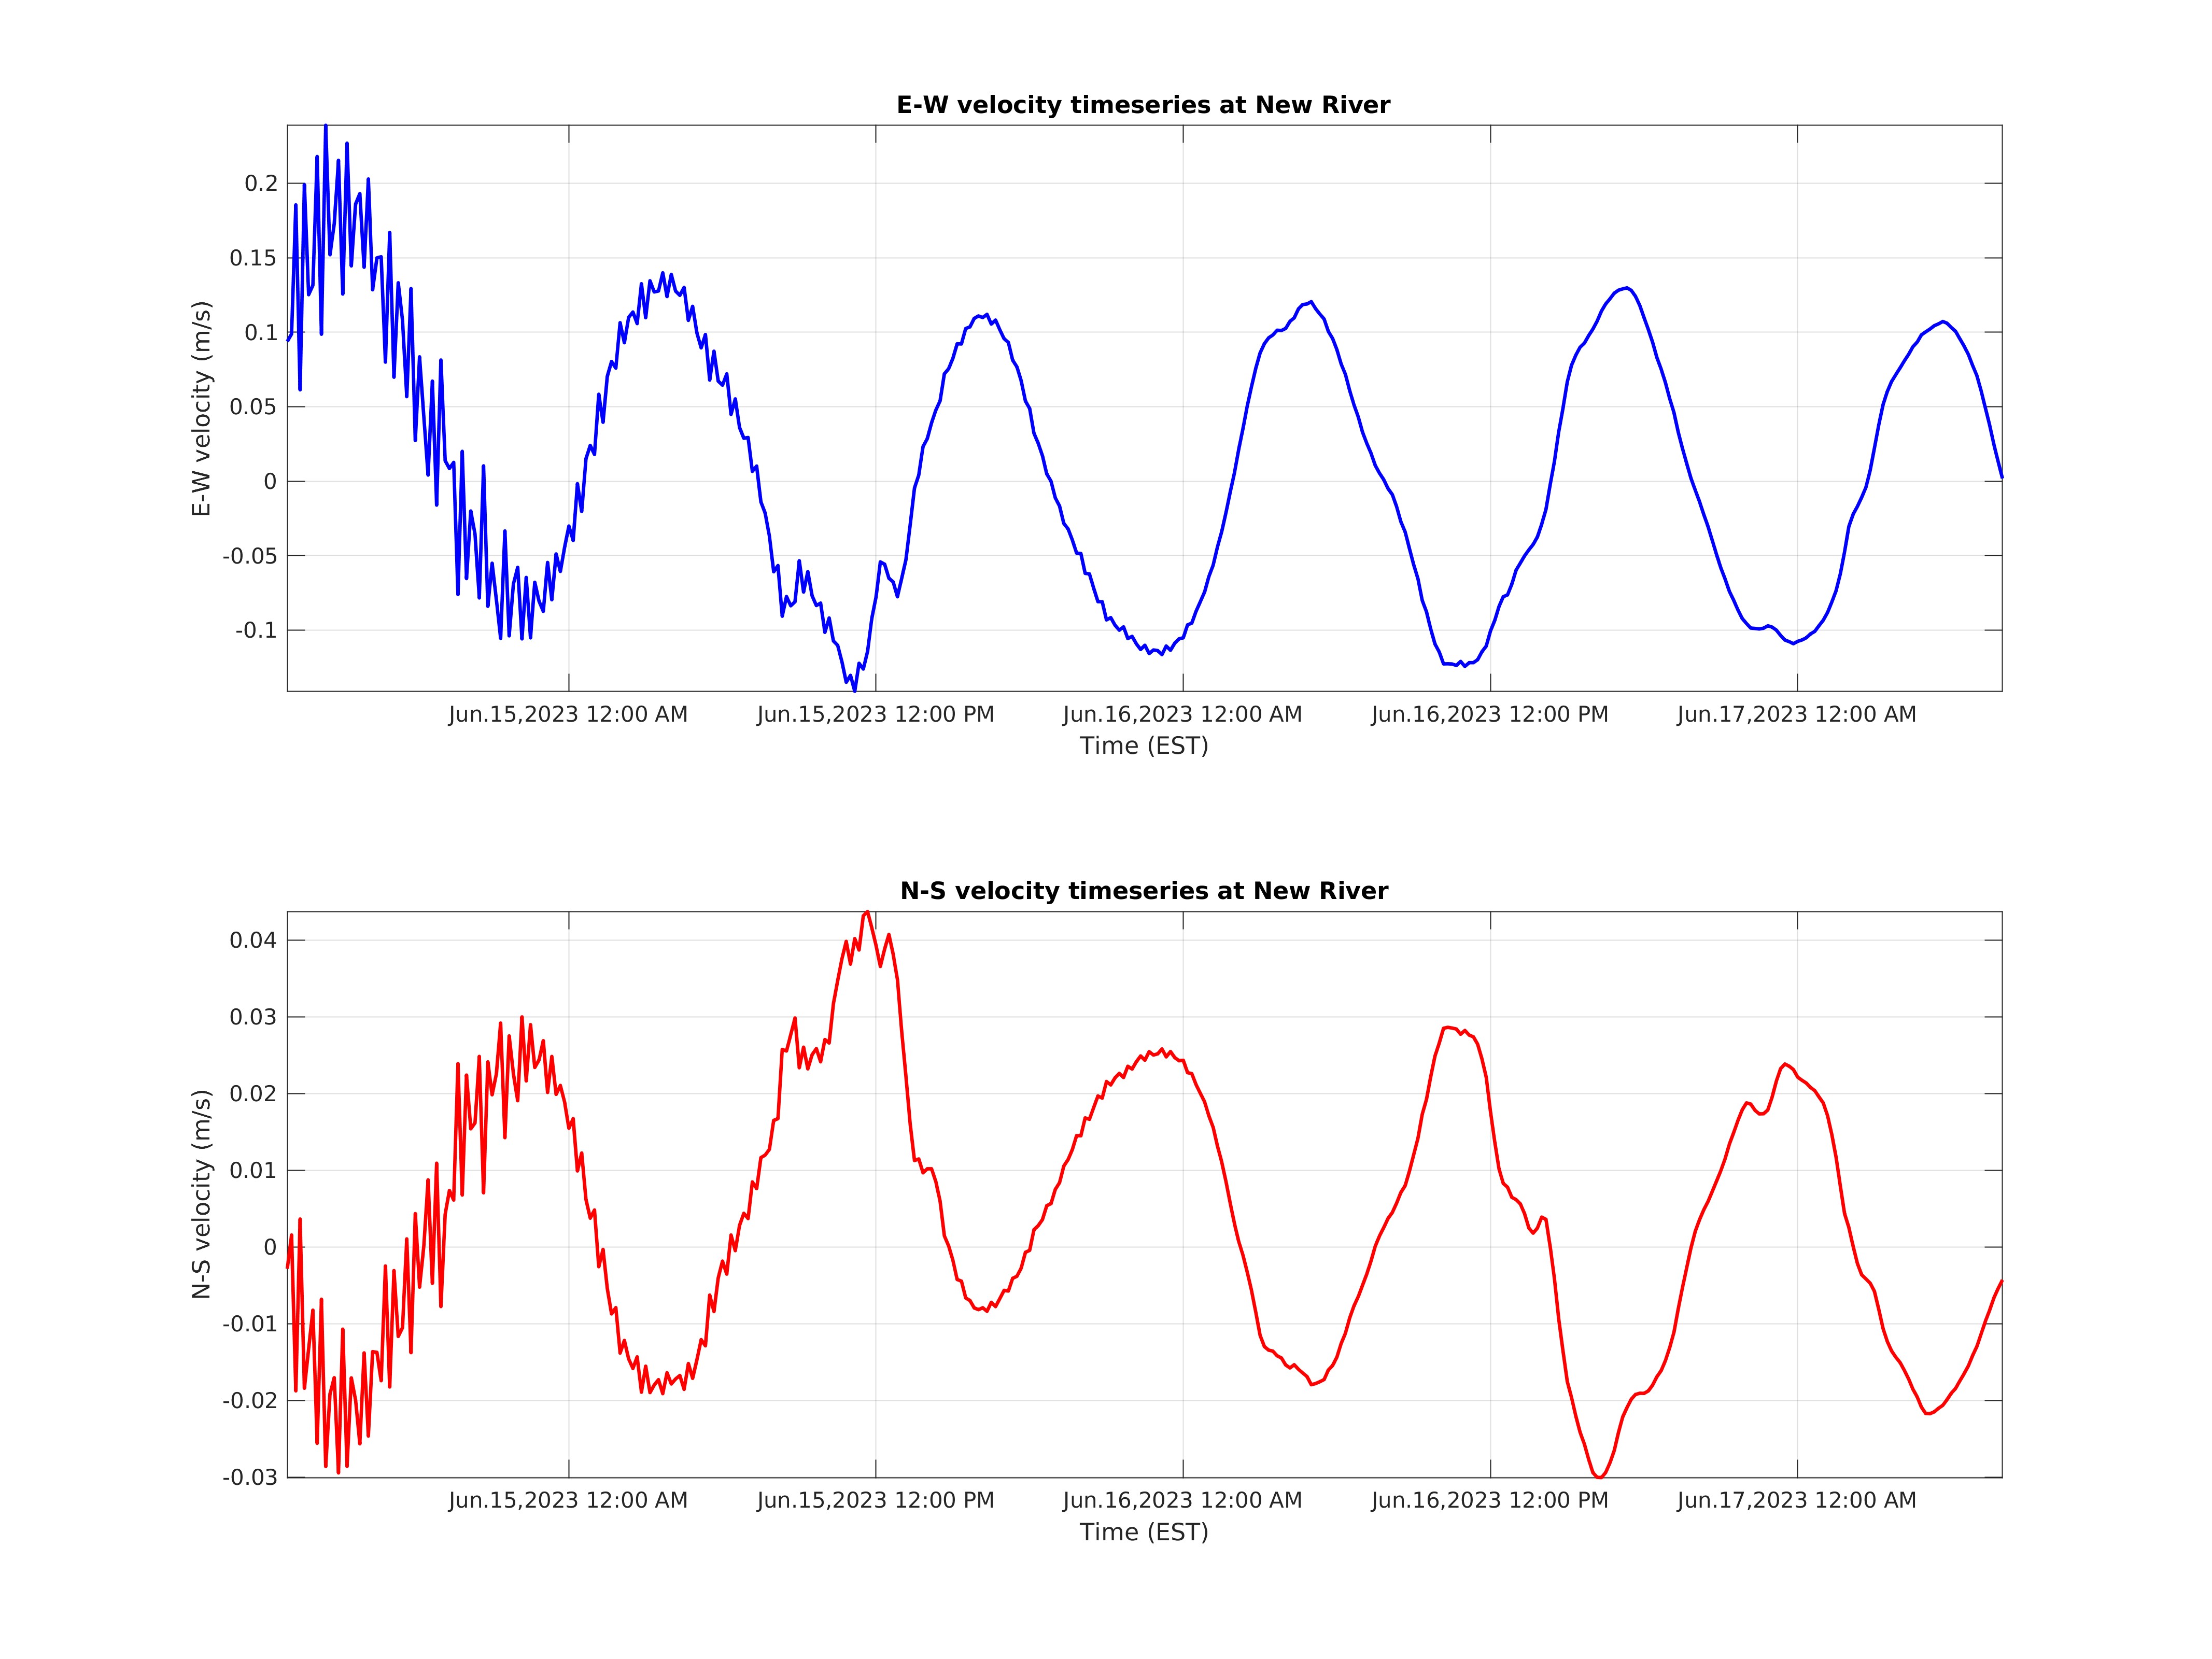 E-W velocity timeseries at New River
E-W velocity (m/s)
0.2
0.15
0.1
0.05
0
-0.05
-0.1
Jun.15,2023 12:00 AM Jun.15,2023 12:00 PM Jun.16,2023 12:00 AM Jun.16,2023 12:00 PM Jun.17,2023 12:00 AM
Time (EST)
N-S velocity timeseries at New River
N-S velocity (m/s)
0.04
0.03
0.02
0.01
0
-0.01
-0.02
-0.03
Jun.15,2023 12:00 AM Jun.15,2023 12:00 PM Jun.16,2023 12:00 AM Jun.16,2023 12:00 PM Jun.17,2023 12:00 AM
Time (EST)